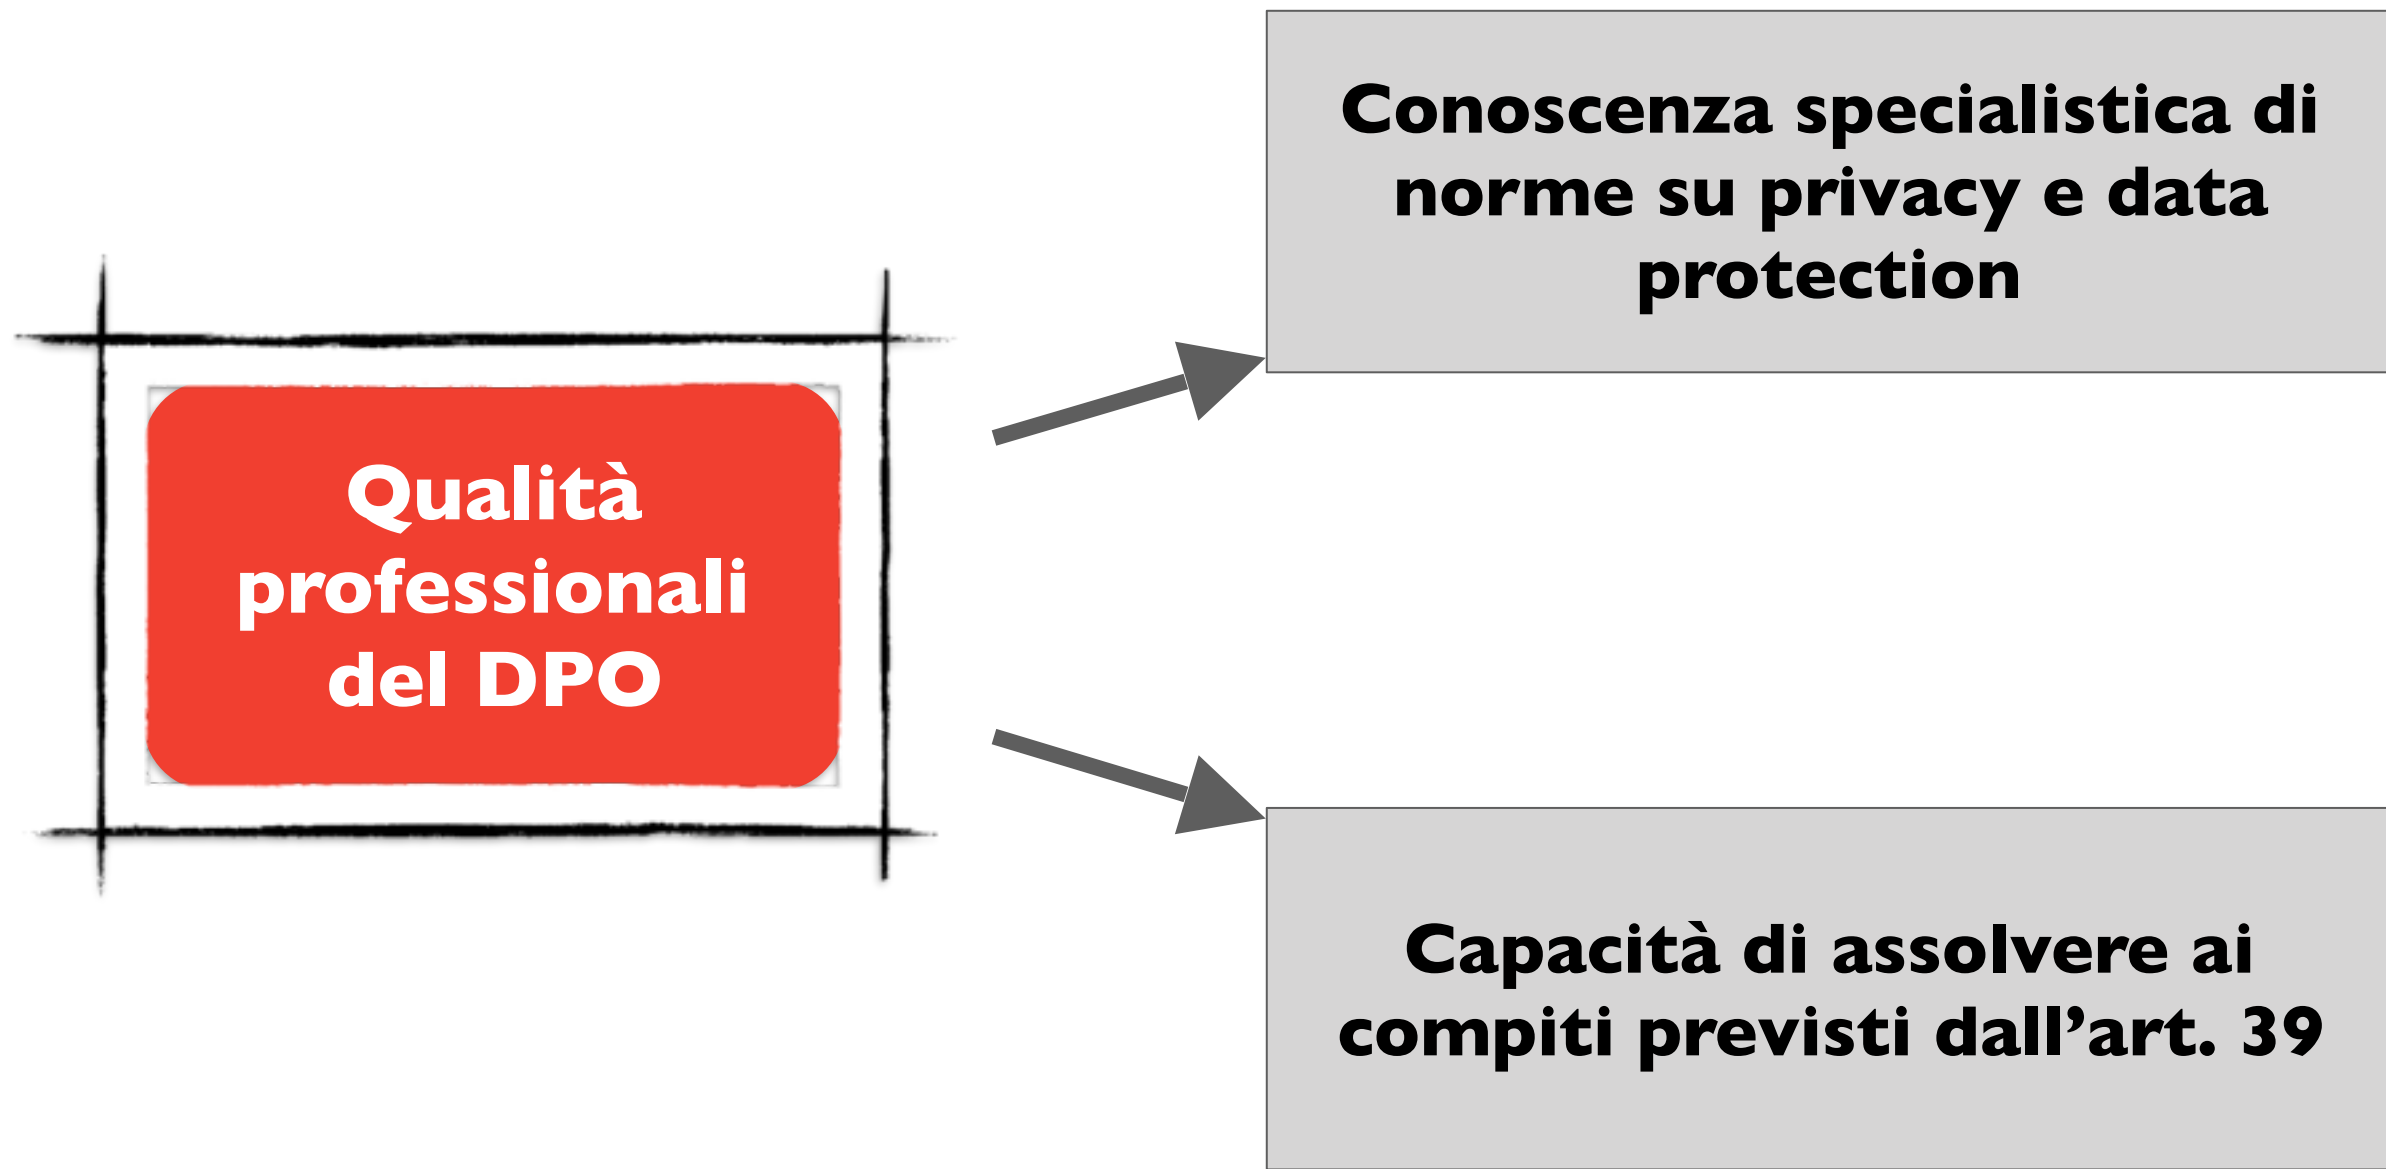 Qualità
professionali
del DPO
Conoscenza specialistica di
norme su privacy e data
protection
Capacità di assolvere ai
compiti previsti dall’art. 39